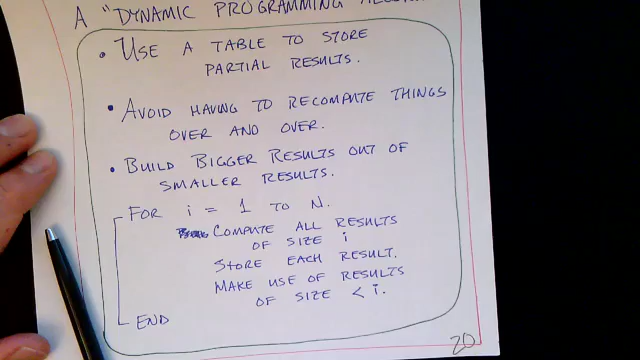 A "DYNAMIC PROGRAMMING
• USE A TABLE TO STORE
PARTIAL RESULTS.
• AVOID HAVING TO RECOMPUTE THINGS
OVER AND OVER.
• BUILD BIGGER RESULTS OUT OF
SMALLER RESULTS.
FOR i = 1 TO N.
COMPUTE ALL RESULTS
OF SIZE i
STORE EACH RESULT.
MAKE USE OF RESULTS
OF SIZE < i.
END
20